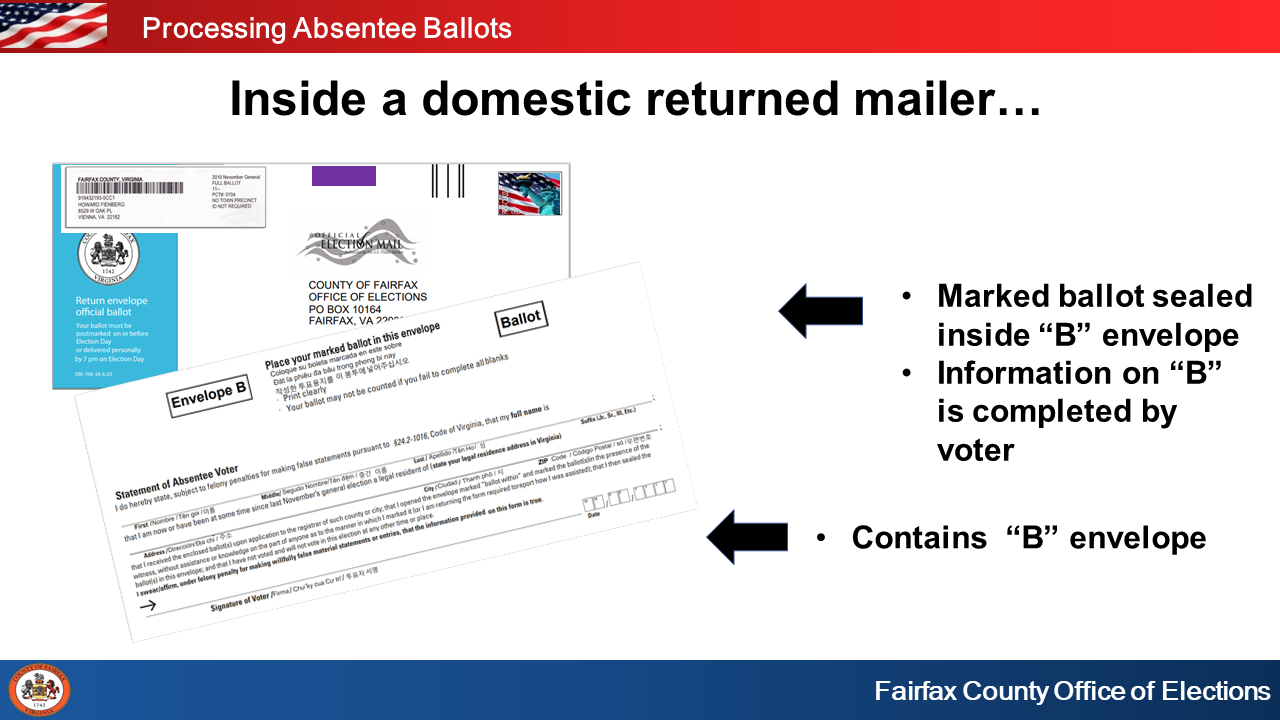 Processing Absentee Ballots
Inside a domestic returned mailer…
FAIRFAX COUNTY, VIRGINIA
919432193-5CC1
HOWARD FIENBERG
8529 W OAK PL
VIENNA, VA 22182
2010 November General
FULL BALLOT
11--
PCT#: 0704
NO TOWN PRECINCT
ID NOT REQUIRED
1742
VIRGINIA
Return envelope
official ballot
Your ballot must be
postmarked on or before
Election Day
or delivered personally
by 7 pm on Election Day
SBE-706-3A 6/20
OFFICIAL
ELECTION MAIL
COUNTY OF FAIRFAX
OFFICE OF ELECTIONS
PO BOX 10164
FAIRFAX, VA
Envelope B
Place your marked ballot in this envelope
Coloque su boleta marcada en este sobre
Đặt lá phiếu đã bầu trong phong bì này
작성한 투표용지를 이 봉투에 넣어주십시오
· Print clearly
· Your ballot may not be counted if you fail to complete all blanks
Ballot
Statement of Absentee Voter
I do hereby state, subject to felony penalties for making false statements pursuant to §24.2-1016, Code of Virginia, that my full name is
First /Nombre /Tên gọi /이름 Middle/ Segudo Nombre/Tên đệm / 중간 이름 Last / Apellido /Tên Họ / 성 Suffix (Jr., Sr., III, Etc.) ;
that I am now or have been at some time since last November's general election a legal resident of (state your legal residence address in Virginia)
Address /Dirección/Địa chỉ / 주소 City /Ciudad / Thành phố / 시 ZIP Code / Código Postal / số /우편번호 ;
that I received the enclosed ballot(s) upon application to the registrar of such county or city; that I opened the envelope marked "ballot within" and marked the ballot(s)in the presence of the
witness, without assistance or knowledge on the part of anyone as to the manner in which I marked it (or I am returning the form required toreport how I was assisted); that I then sealed the
ballot(s) in this envelope; and that I have not voted and will not vote in this election at any other time or place.
I swear/affirm, under felony penalty for making willfully false material statements or entries, that the information provided on this form is true.
Signature of Voter /Firma / Chữ ký của Cử tri / 투표자 서명
Date
• Marked ballot sealed
inside “B” envelope
• Information on “B”
is completed by
voter
• Contains “B” envelope
COUNTY OF FAIRFAX
1742
VIRGINIA
Fairfax County Office of Elections